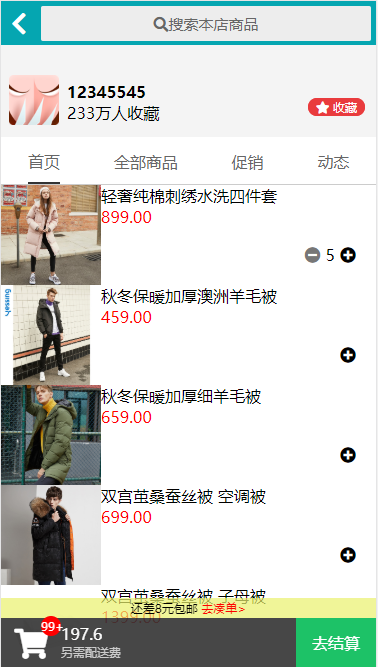 搜索本店商品
12345545
233万人收藏
收藏
首页 全部商品 促销 动态
轻奢纯棉刺绣水洗四件套
899.00
5
秋冬保暖加厚澳洲羊毛被
459.00
秋冬保暖加厚细羊毛被
659.00
双宫茧桑蚕丝被 空调被
699.00
双宫茧桑蚕丝被 子母被
还差8元包邮 去凑单>
1399.00
99+
197.6
另需配送费
去结算